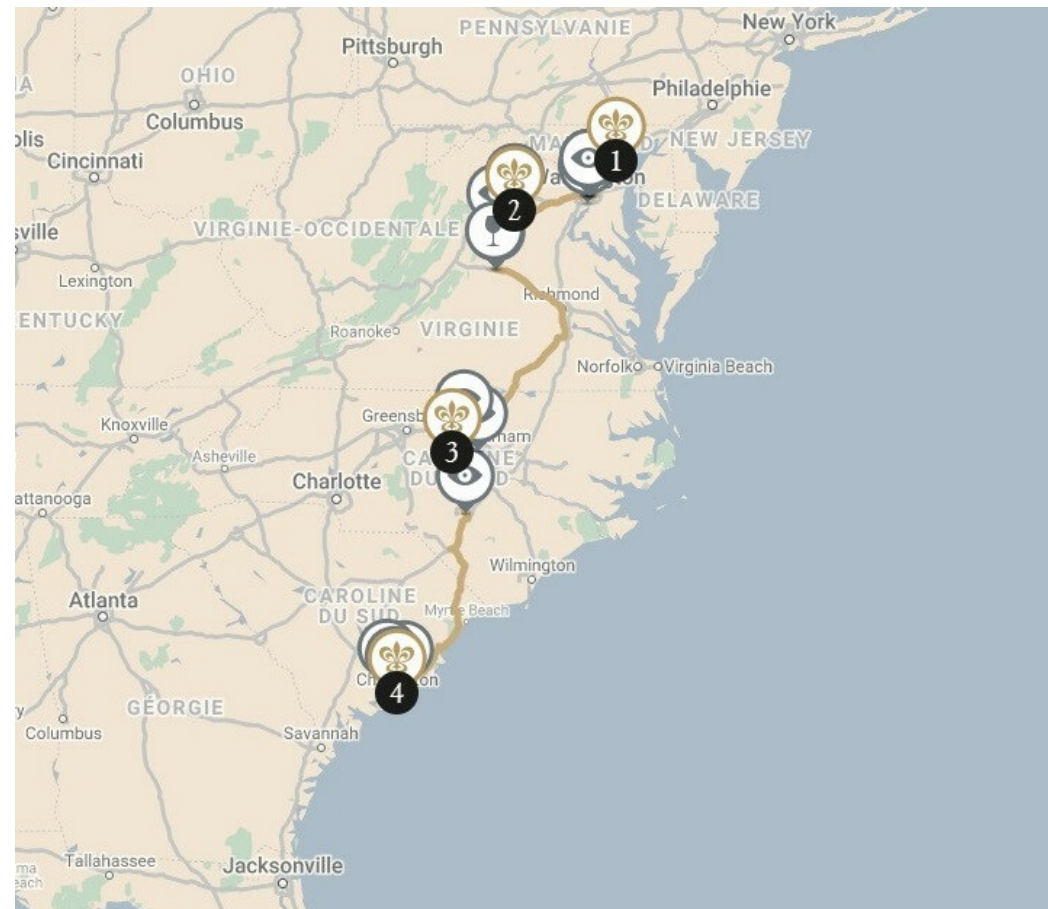 PENNSYLVANIE
New York
Pittsburgh
OHIO
Philadelphie
Columbus
NEW JERSEY
Cincinnati
1
DELAWARE
2
VIRGINIE-OCCIDENTALE
Lexington
Richmond
Roanoke
VIRGINIE
Norfolk
Virginia Beach
Knoxville
Asheville
3
Charlotte
Wilmington
CAROLINE
DU SUD
Atlanta
Myrtle Beach
4
GÉORGIE
Columbus
Savannah
Tallahassee
Jacksonville